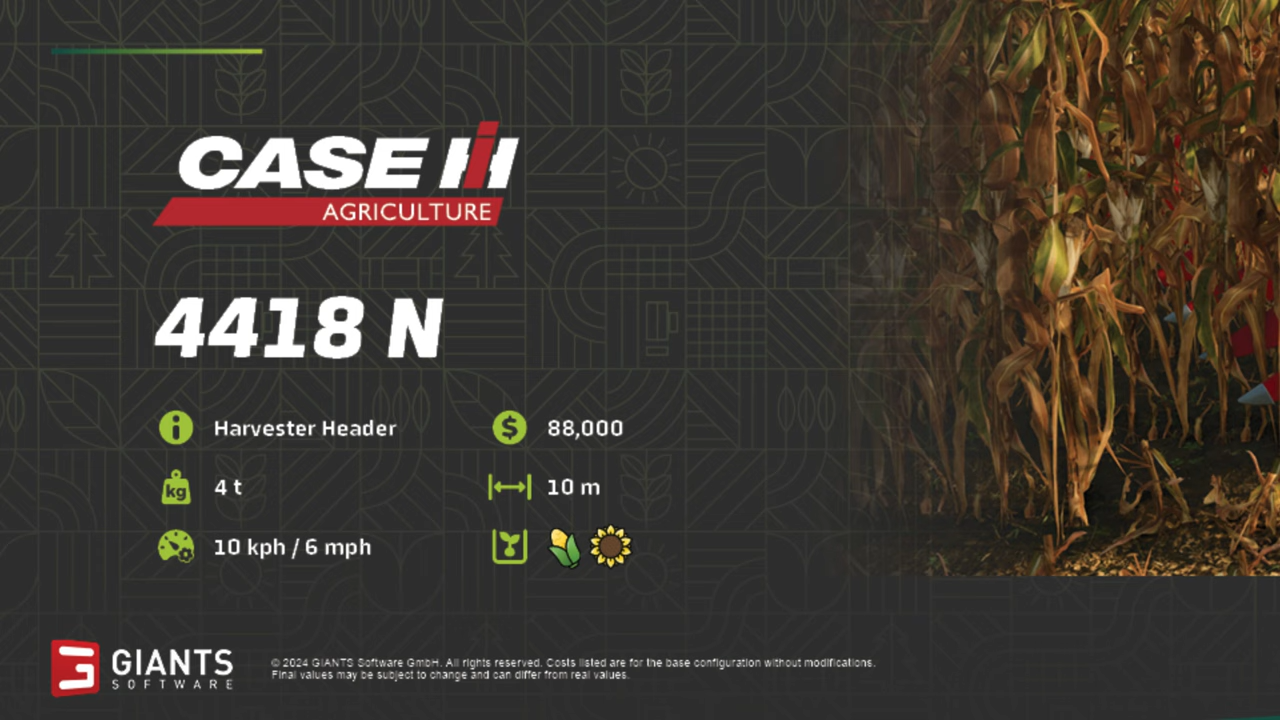 CASE IH
AGRICULTURE
4418 N
Harvester Header
$ 88,000
kg 4 t
10 m
10 kph / 6 mph
GIANTS
SOFTWARE
© 2024 GIANTS Software GmbH. All rights reserved. Costs listed are for the base configuration without modifications.
Final values may be subject to change and can differ from real values.